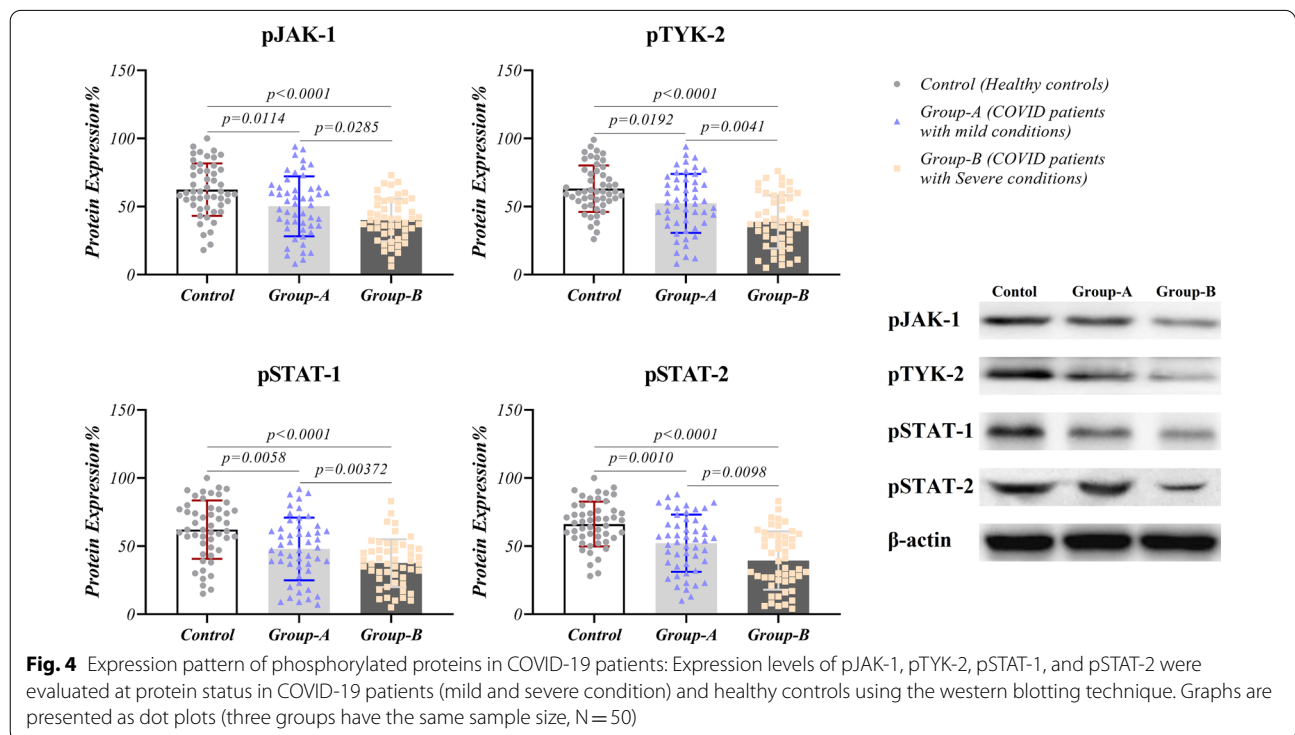 pJAK-1
Protein Expression%
150
100
50
0
p<0.0001
p=0.0114
p=0.0285
Control
Group-A
Group-B
pTYK-2
Protein Expression%
150
100
50
0
p<0.0001
p=0.0192
p=0.0041
Control
Group-A
Group-B
Control (Healthy controls)
Group-A (COVID patients
with mild conditions)
Group-B (COVID patients
with Severe conditions)
pSTAT-1
Protein Expression%
150
100
50
0
p<0.0001
p=0.0058
p=0.00372
Control
Group-A
Group-B
pSTAT-2
Protein Expression%
150
100
50
0
p<0.0001
p=0.0010
p=0.0098
Control
Group-A
Group-B
Contol Group-A Group-B
pJAK-1
pTYK-2
pSTAT-1
pSTAT-2
β-actin
Fig. 4 Expression pattern of phosphorylated proteins in COVID-19 patients: Expression levels of pJAK-1, pTYK-2, pSTAT-1, and pSTAT-2 were
evaluated at protein status in COVID-19 patients (mild and severe condition) and healthy controls using the western blotting technique. Graphs are
presented as dot plots (three groups have the same sample size, N = 50)